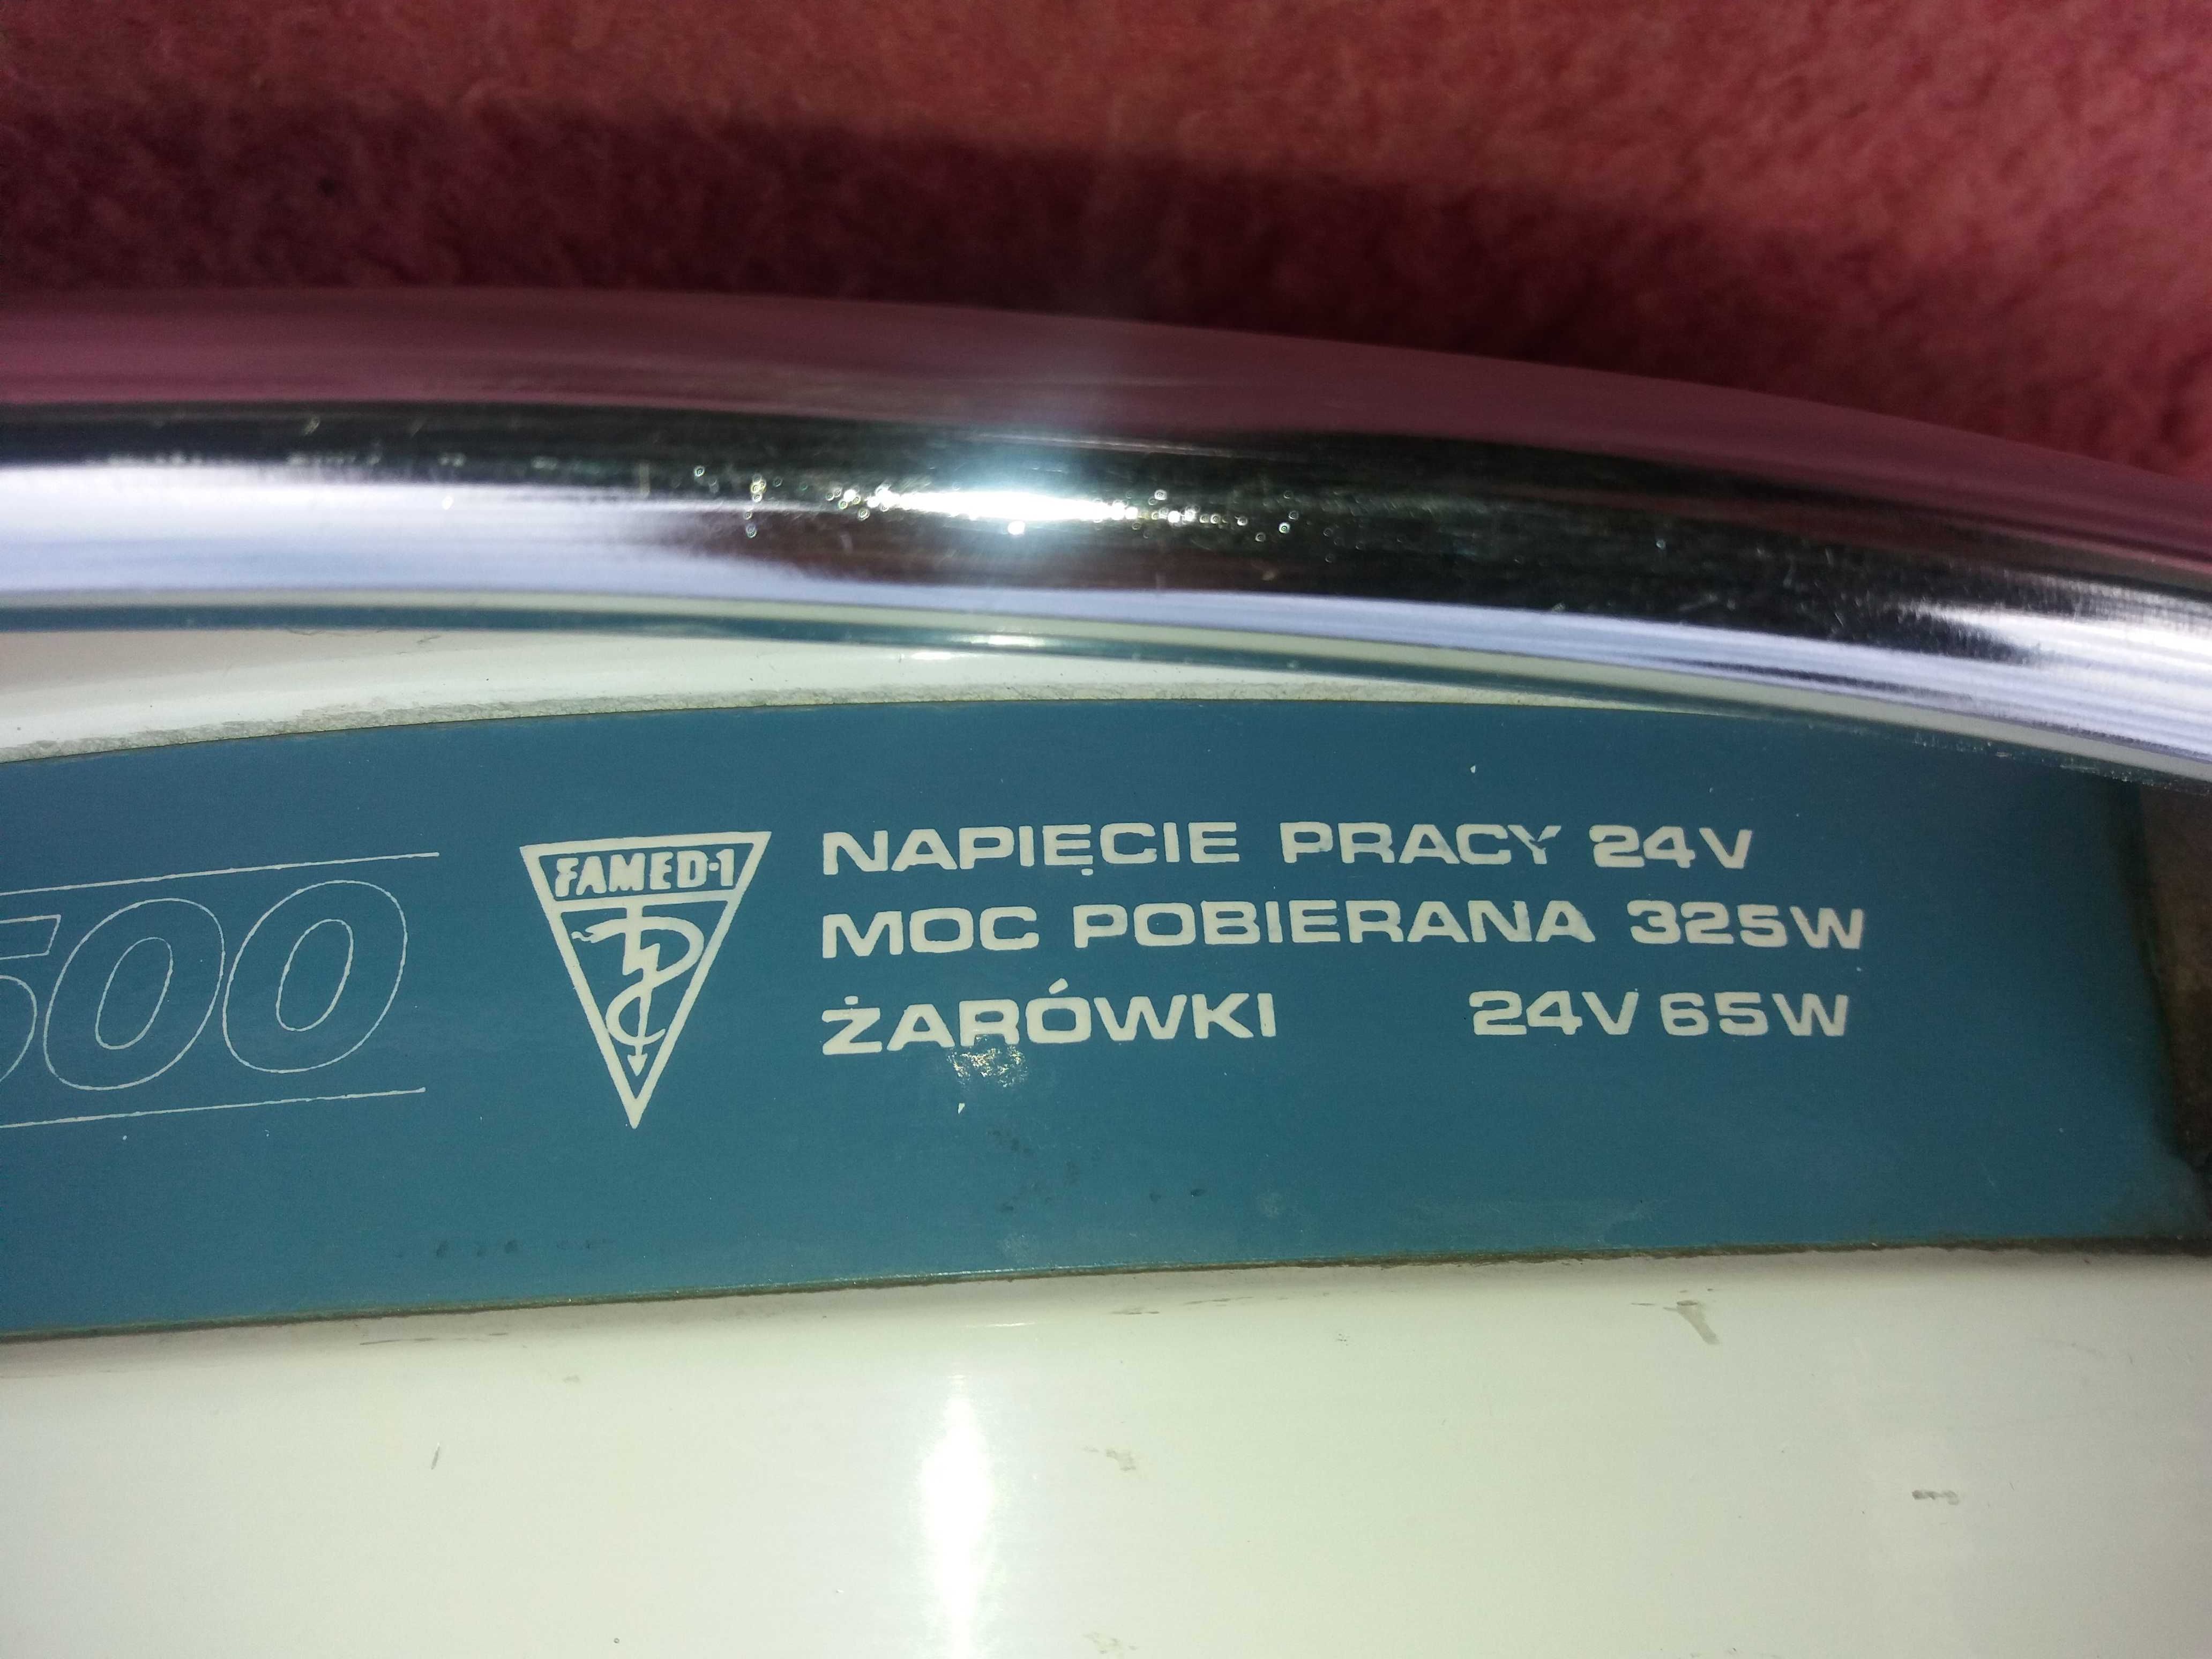 500
FAMED-1
NAPIĘCIE PRACY 24V
MOC POBIERANA 325W
ŻARÓWKI 24V 65W